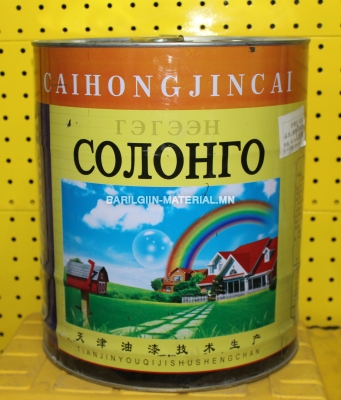 CAIHONGJINCAI
ГЭГЭЭН
СОЛОНГО
BARILGIIN-MATERIAL.MN
天津油漆技术生产
TIANJINYOUQIJISHUSHENGCHAN